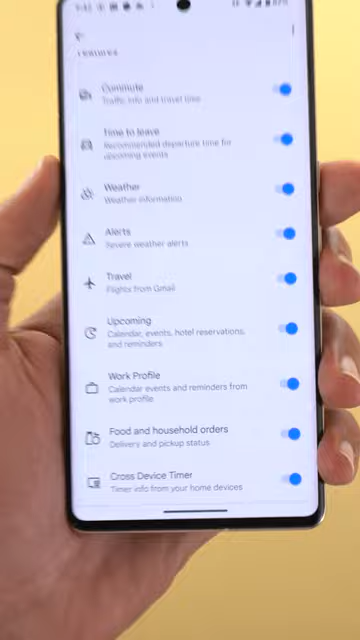 FEATURES
Commute
Traffic info and travel time
Time to leave
Recommended departure time for
upcoming events
Weather
Weather information
Alerts
Severe weather alerts
Travel
Flights from Gmail
Upcoming
Calendar, events, hotel reservations,
and reminders
Work Profile
Calendar events and reminders from
work profile
Food and household orders
Delivery and pickup status
Cross Device Timer
Timer info from your home devices